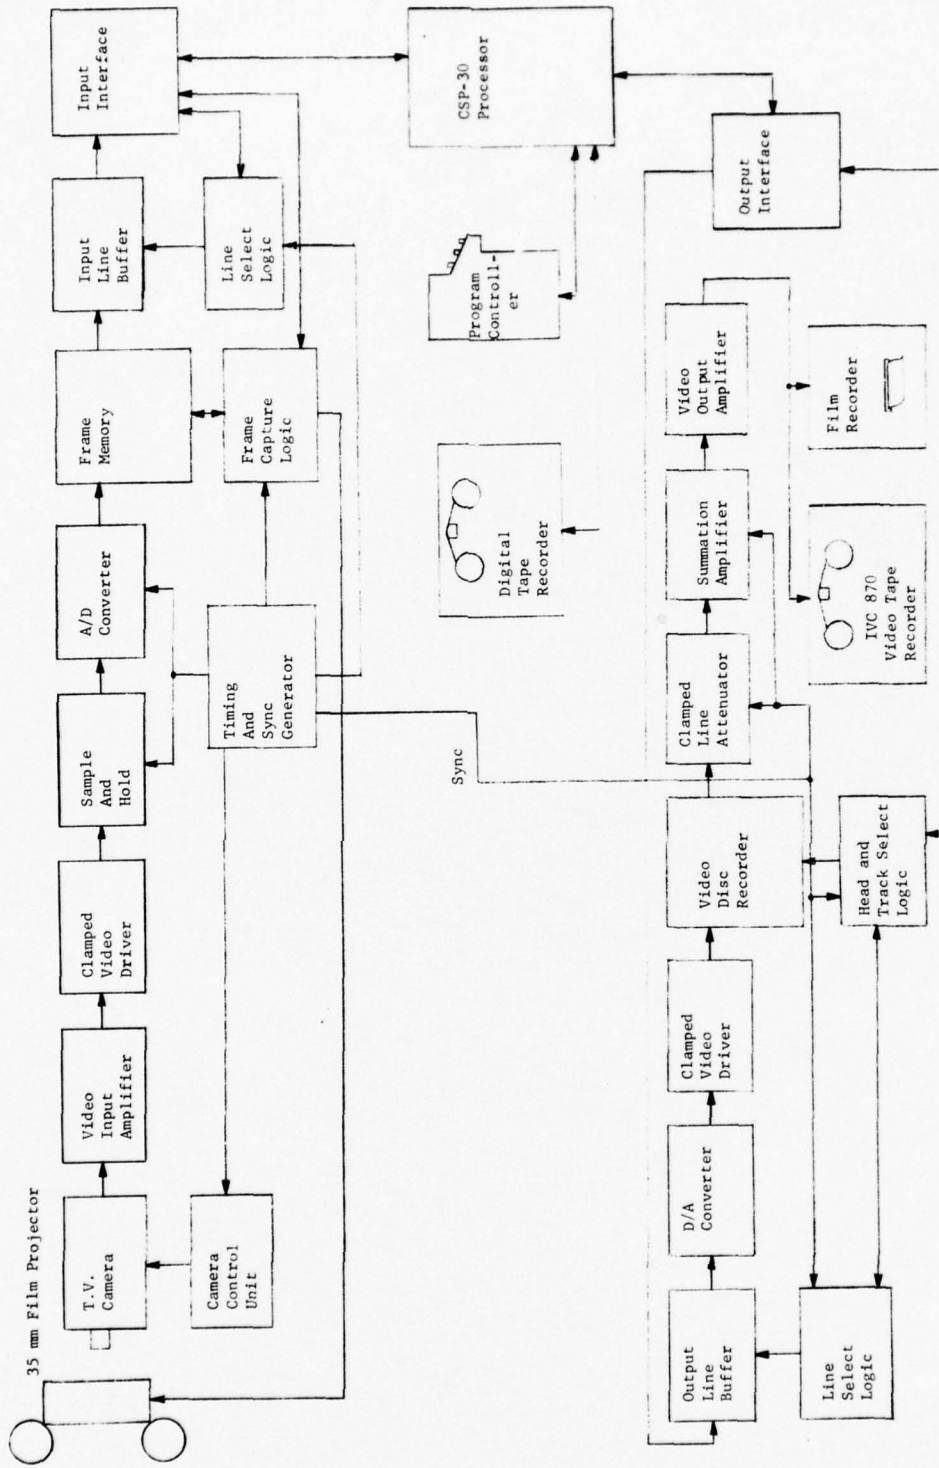 35 mm Film Projector
T.V.
Camera
Video
Input
Amplifier
Clamped
Video
Driver
Sample
And
Hold
A/D
Converter
Frame
Memory
Input
Line
Buffer
Input
Interface
Camera
Control
Unit
Timing
And
Sync
Generator
Frame
Capture
Logic
Line
Select
Logic
CSP-30
Processor
Sync
Digital
Tape
Recorder
Program
Controll-
er
Output
Line
Buffer
D/A
Converter
Clamped
Video
Driver
Video
Disc
Recorder
Clamped
Line
Attenuator
Summation
Amplifier
Video
Output
Amplifier
Output
Interface
Line
Select
Logic
Head and
Track Select
Logic
IVC 870
Video Tape
Recorder
Film
Recorder